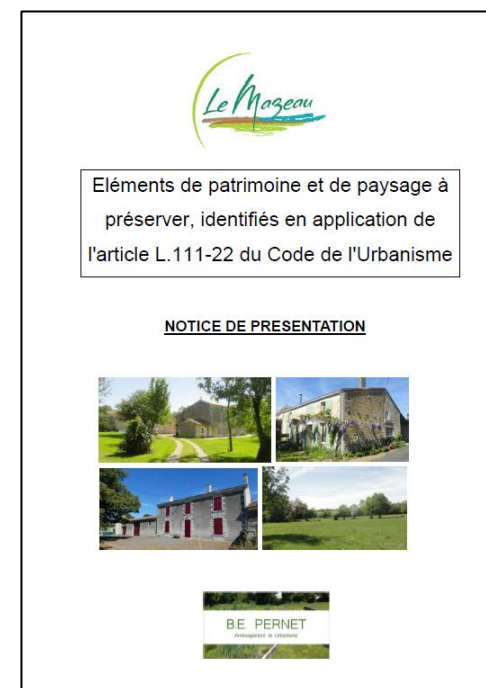 Le Mazeau
Eléments de patrimoine et de paysage à
préserver, identifiés en application de
l'article L.111-22 du Code de l'Urbanisme
NOTICE DE PRESENTATION
B.E. PERNET
Aménagement et Urbanisme